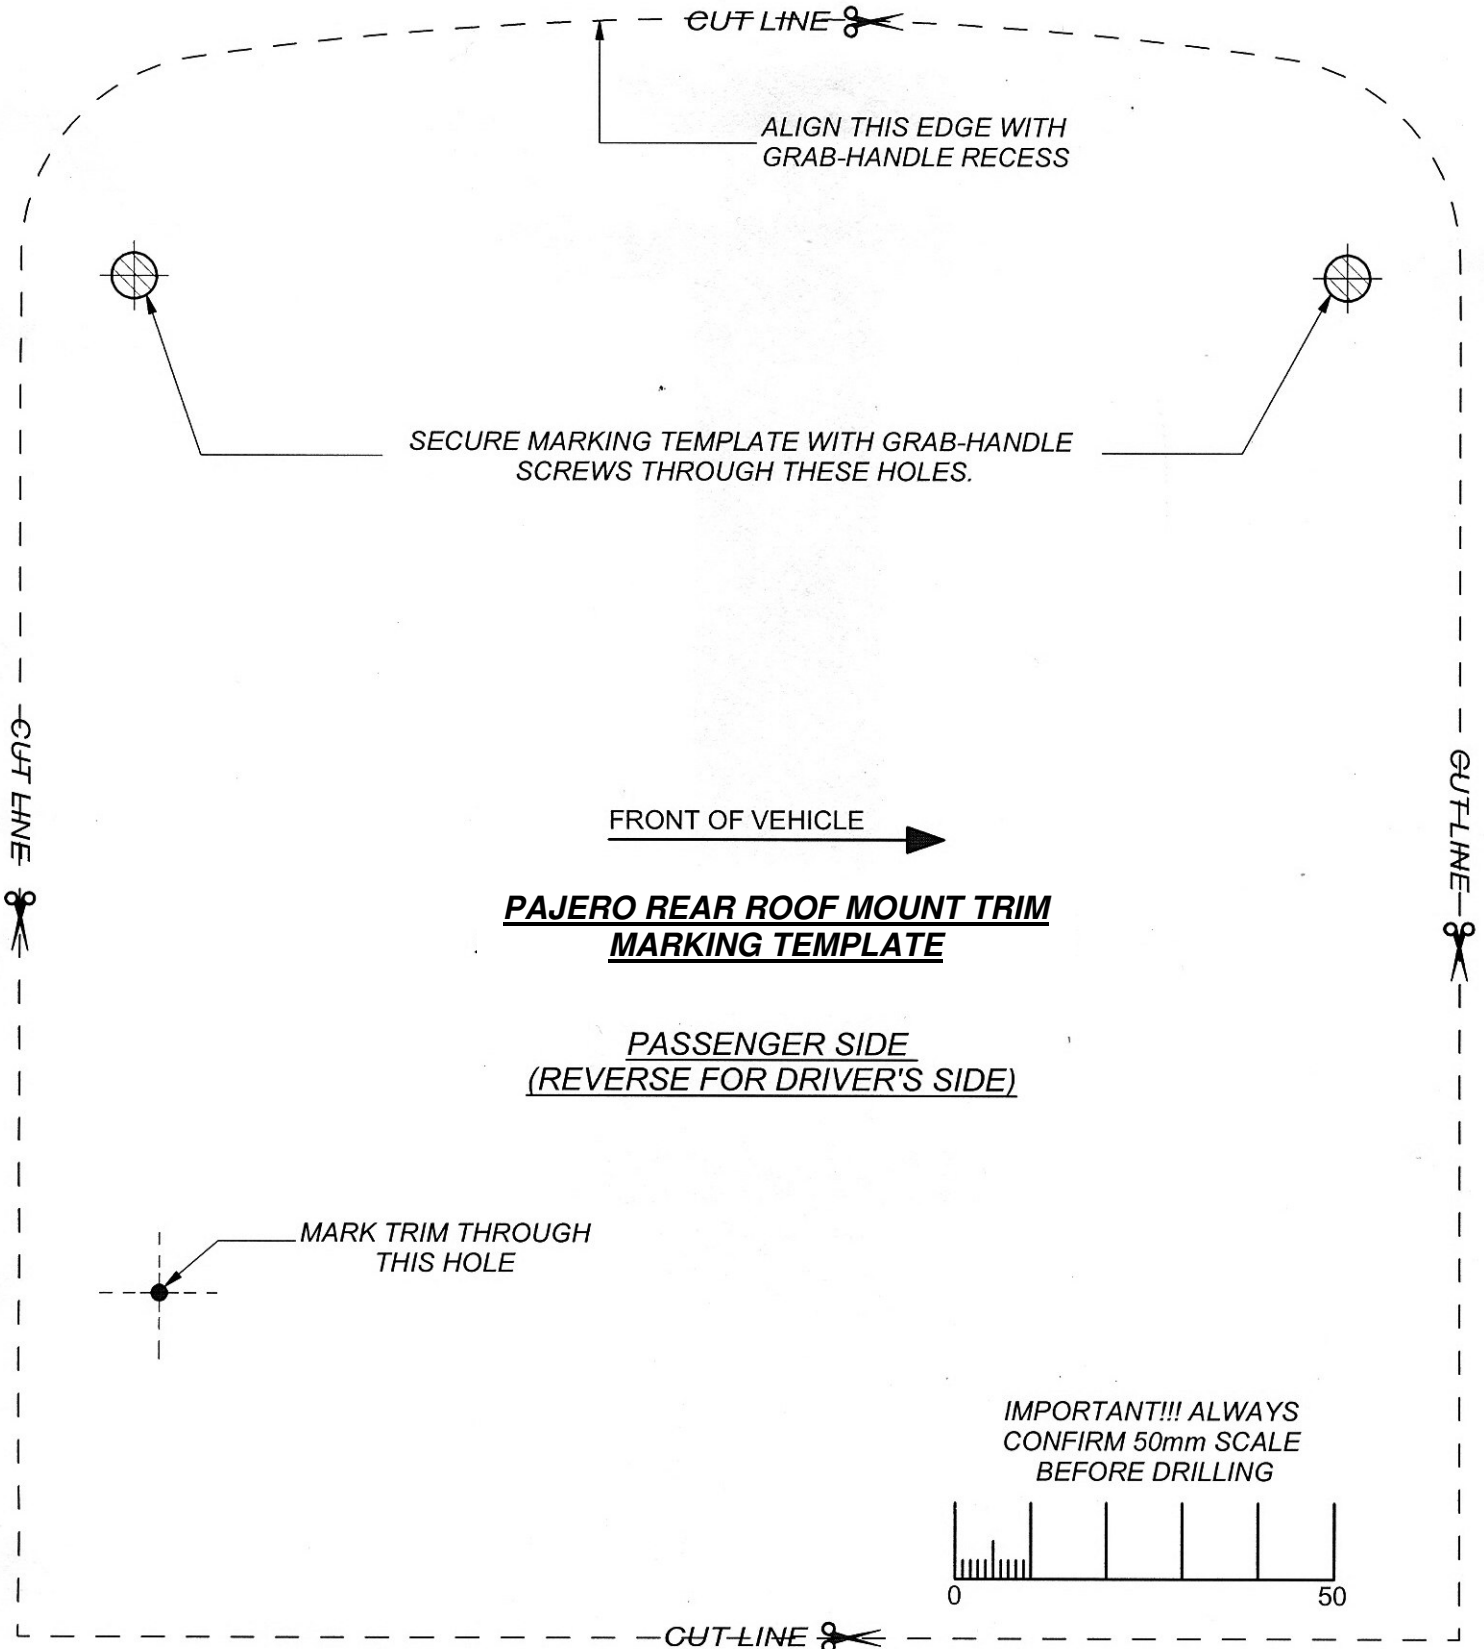 CUT LINE
ALIGN THIS EDGE WITH
GRAB-HANDLE RECESS
SECURE MARKING TEMPLATE WITH GRAB-HANDLE
SCREWS THROUGH THESE HOLES.
CUT LINE
CUT LINE
FRONT OF VEHICLE
PAJERO REAR ROOF MOUNT TRIM
MARKING TEMPLATE
PASSENGER SIDE
(REVERSE FOR DRIVER'S SIDE)
MARK TRIM THROUGH
THIS HOLE
IMPORTANT!!! ALWAYS
CONFIRM 50mm SCALE
BEFORE DRILLING
0 50
CUT LINE